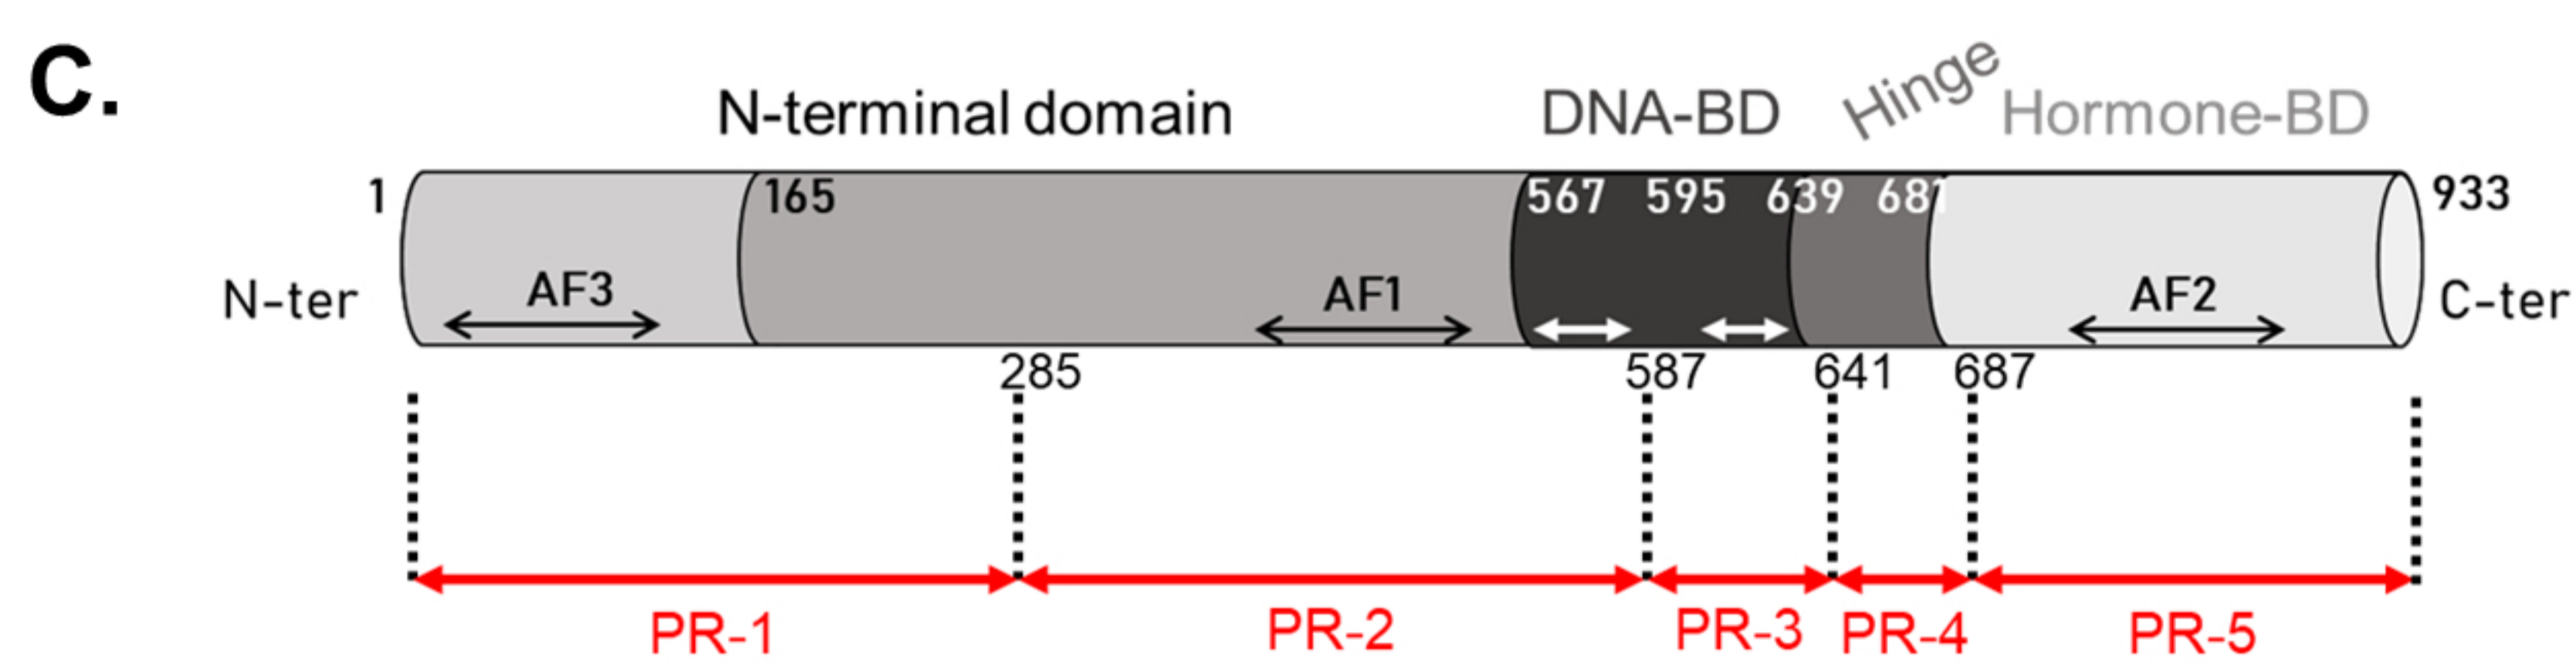 C.
N-terminal domain DNA-BD Hinge Hormone-BD
1 165 567 595 639 681 933
N-ter AF3 AF1 AF2 C-ter
285 587 641 687
PR-1 PR-2 PR-3 PR-4 PR-5